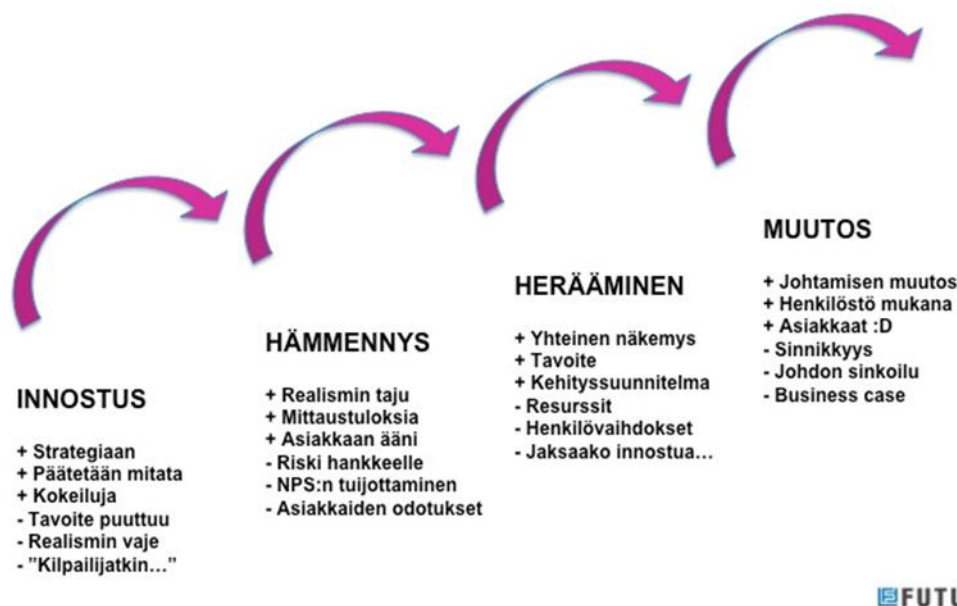 INNOSTUS
+ Strategiaan
+ Päätetään mitata
+ Kokeiluja
- Tavoite puuttuu
- Realismin vaje
- ”Kilpailijatkin…”
HÄMMENNYS
+ Realismin taju
+ Mittaustuloksia
+ Asiakkaan ääni
- Riski hankkeelle
- NPS:n tuijottaminen
- Asiakkaiden odotukset
HERÄÄMINEN
+ Yhteinen näkemys
+ Tavoite
+ Kehityssuunnitelma
- Resurssit
- Henkilövaihdokset
- Jaksaako innostua…
MUUTOS
+ Johtamisen muutos
+ Henkilöstö mukana
+ Asiakkaat :D
- Sinnikkyys
- Johdon sinkoilu
- Business case